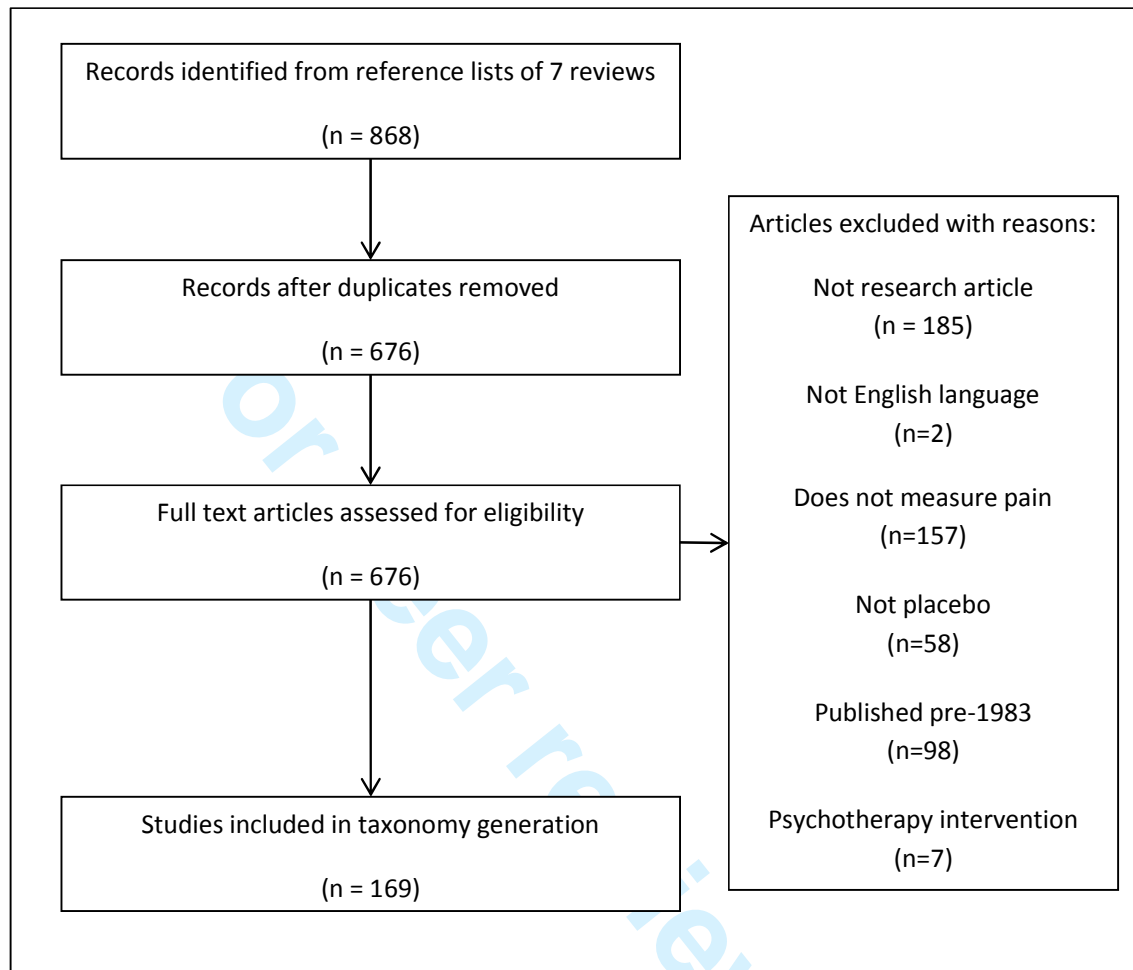 Records identified from reference lists of 7 reviews
(n = 868)
Records after duplicates removed
(n = 676)
Full text articles assessed for eligibility
(n = 676)
Articles excluded with reasons:
Not research article
(n = 185)
Not English language
(n=2)
Does not measure pain
(n=157)
Not placebo
(n=58)
Published pre-1983
(n=98)
Psychotherapy intervention
(n=7)
Studies included in taxonomy generation
(n = 169)